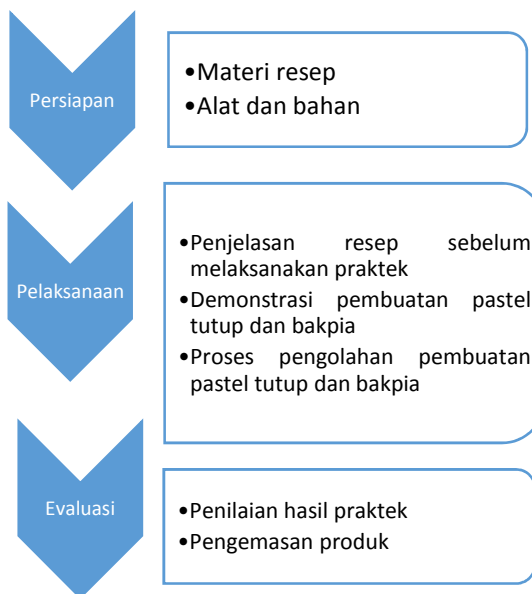 Persiapan
•Materi resep
•Alat dan bahan
Pelaksanaan
•Penjelasan resep sebelum
melaksanakan praktek
•Demonstrasi pembuatan pastel
tutup dan bakpia
•Proses pengolahan pembuatan
pastel tutup dan bakpia
Evaluasi
•Penilaian hasil praktek
•Pengemasan produk